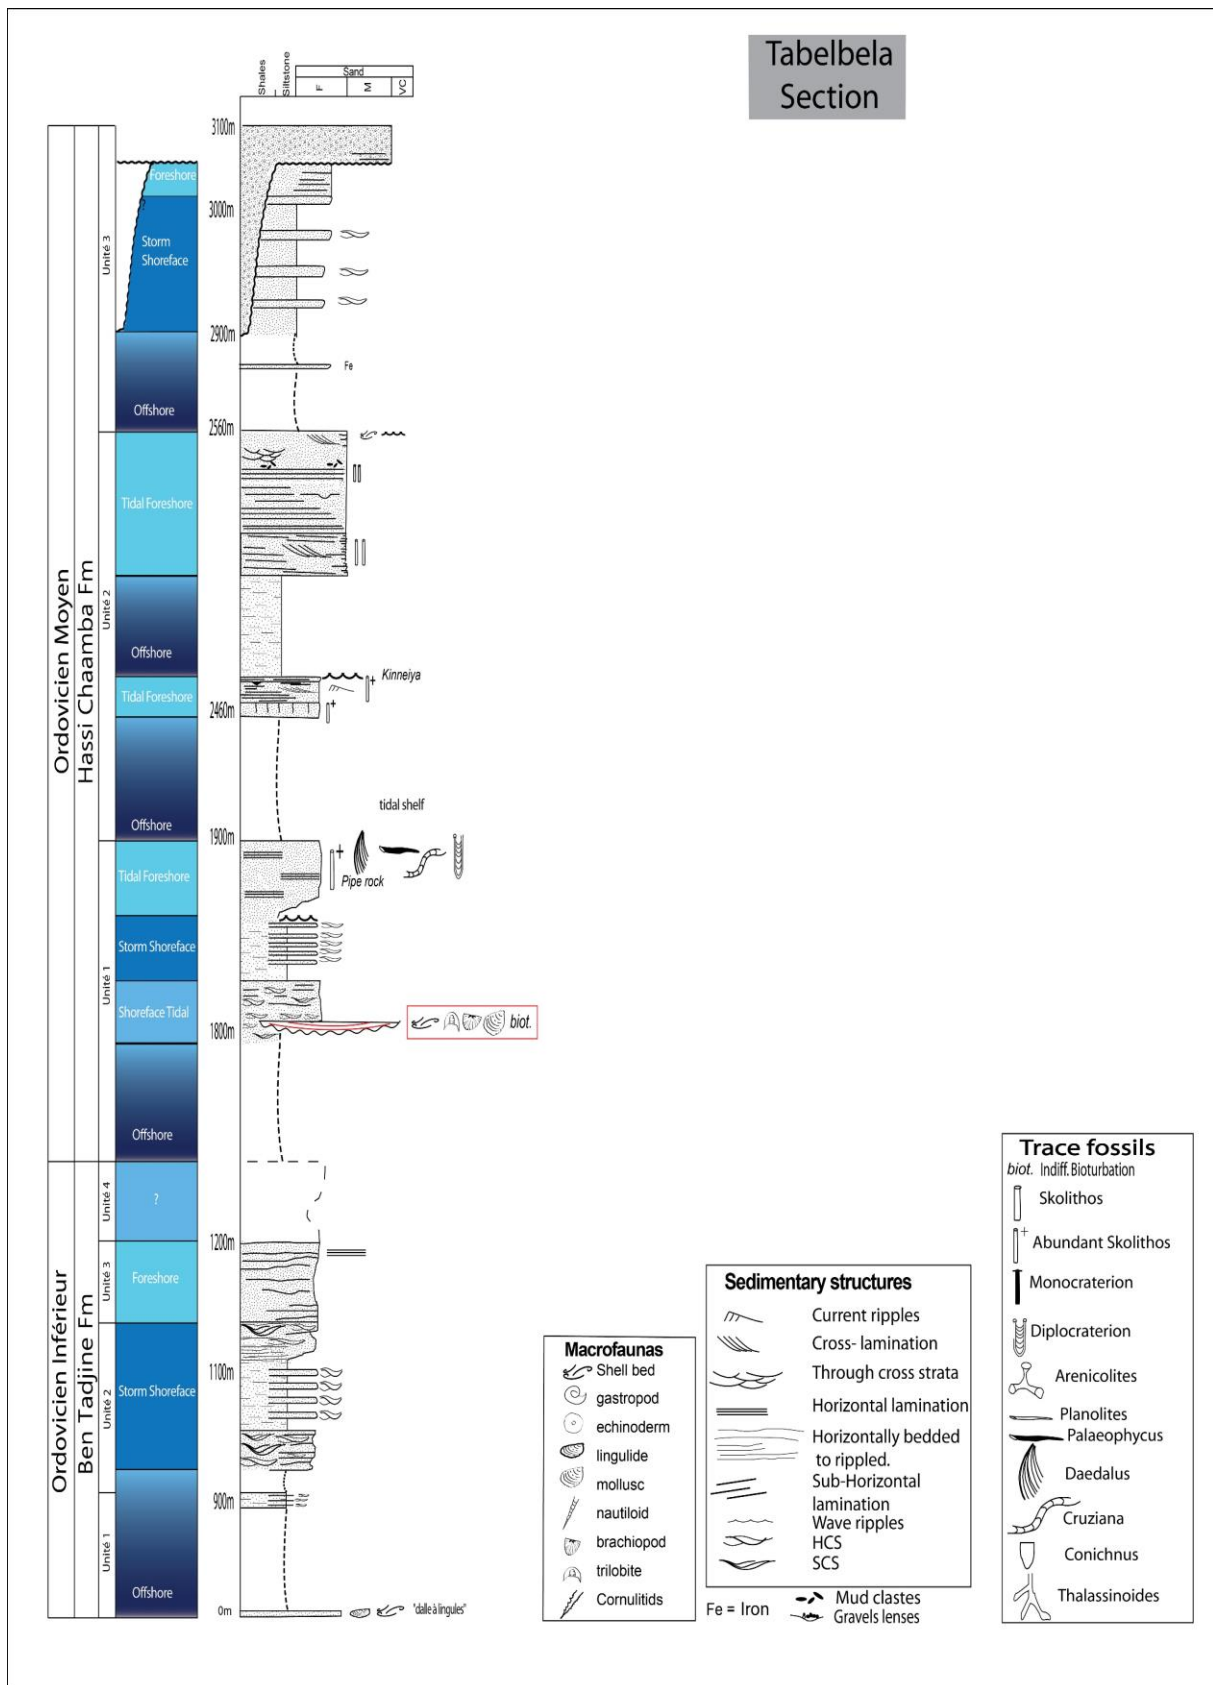 Tabelbela
Section
Shales
Siltstone
Sand
F
M
VC
3100m
Foreshore
3000m
?
Storm
Shoreface
Unité 3
2900m
Fe
Offshore
2560m
Tidal Foreshore
Unité 2
Offshore
Kinneiya
Tidal Foreshore
2460m
Ordovicien Moyen
Hassi Chaamba Fm
tidal shelf
Offshore
1900m
Tidal Foreshore
Pipe rock
Storm Shoreface
Unité 1
Shoreface Tidal
1800m
biot.
Offshore
Unité 4
?
1200m
Unité 3
Foreshore
1100m
Storm Shoreface
Unité 2
Ordovicien Inférieur
Ben Tadjine Fm
900m
Unité 1
Offshore
0m
"dalle à lingules"
Macrofaunas
Shell bed
gastropod
echinoderm
lingulide
mollusc
nautiloid
brachiopod
trilobite
Cornulitids
Sedimentary structures
Current ripples
Cross- lamination
Through cross strata
Horizontal lamination
Horizontally bedded
to rippled.
Sub-Horizontal
lamination
Wave ripples
HCS
SCS
Fe = Iron
Mud clastes
Gravels lenses
Trace fossils
biot. Indiff. Bioturbation
Skolithos
Abundant Skolithos
Monocraterion
Diplocraterion
Arenicolites
Planolites
Palaeophycus
Daedalus
Cruziana
Conichnus
Thalassinoides